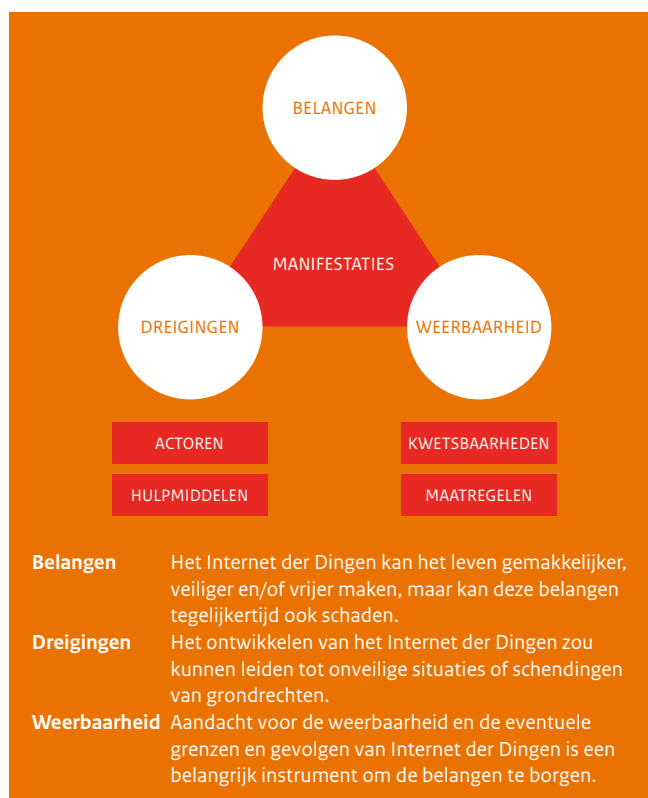 BELANGEN
MANIFESTATIES
DREIGINGEN
WEERBAARHEID
ACTOREN
KWETSBAARHEDEN
HULPMIDDELEN
MAATREGELEN
Belangen Het Internet der Dingen kan het leven gemakkelijker,
veiliger en/of vrijer maken, maar kan deze belangen
tegelijkertijd ook schaden.
Dreigingen Het ontwikkelen van het Internet der Dingen zou
kunnen leiden tot onveilige situaties of schendingen
van grondrechten.
Weerbaarheid Aandacht voor de weerbaarheid en de eventuele
grenzen en gevolgen van Internet der Dingen is een
belangrijk instrument om de belangen te borgen.